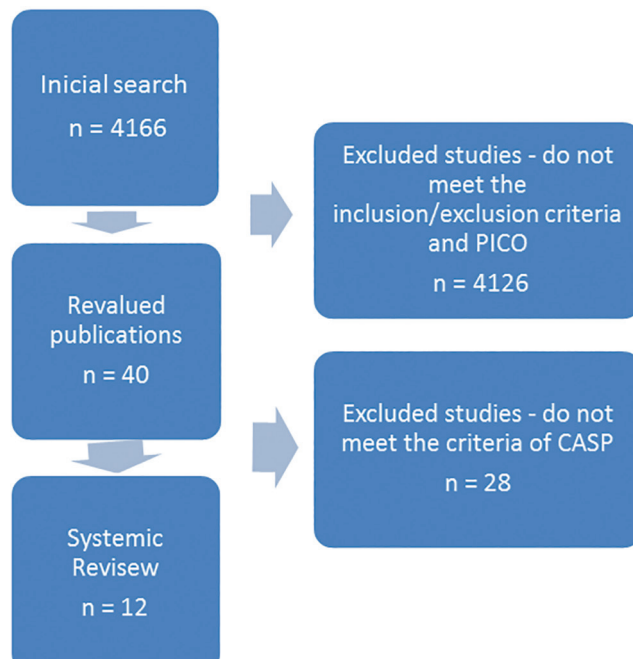 Inicial search
n = 4166
Excluded studies - do not
meet the
inclusion/exclusion criteria
and PICO
n = 4126
Revalued
publications
n = 40
Excluded studies - do not
meet the criteria of CASP
n = 28
Systemic
Revisew
n = 12